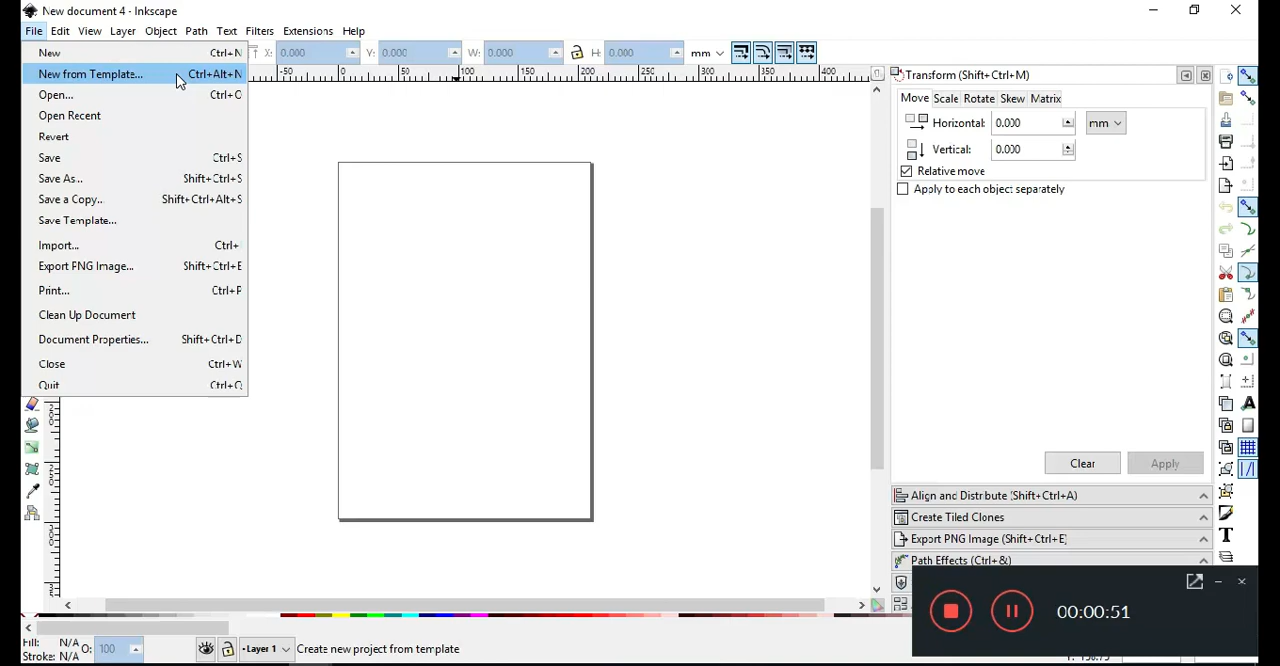 New document 4 - Inkscape
File Edit View Layer Object Path Text Filters Extensions Help
New Ctrl+N
X: 0.000 Y: 0.000 W: 0.000 H: 0.000 mm
New from Template... Ctrl+Alt+N
-50 0 50 100 150 200 250 300 350 400
Open... Ctrl+O
Open Recent
Revert
Save Ctrl+S
Save As... Shift+Ctrl+S
Save a Copy... Shift+Ctrl+Alt+S
Save Template...
Import... Ctrl+I
Export PNG Image... Shift+Ctrl+E
Print... Ctrl+P
Clean Up Document
Document Properties... Shift+Ctrl+D
Close Ctrl+W
Quit Ctrl+Q
Transform (Shift+Ctrl+M)
Move Scale Rotate Skew Matrix
Horizontal: 0.000 mm
Vertical: 0.000
Relative move
Apply to each object separately
Clear Apply
Align and Distribute (Shift+Ctrl+A)
Create Tiled Clones
Export PNG Image (Shift+Ctrl+E)
Path Effects (Ctrl+&)
00:00:51
Fill: N/A O: 100
Stroke: N/A
Layer 1 Create new project from template